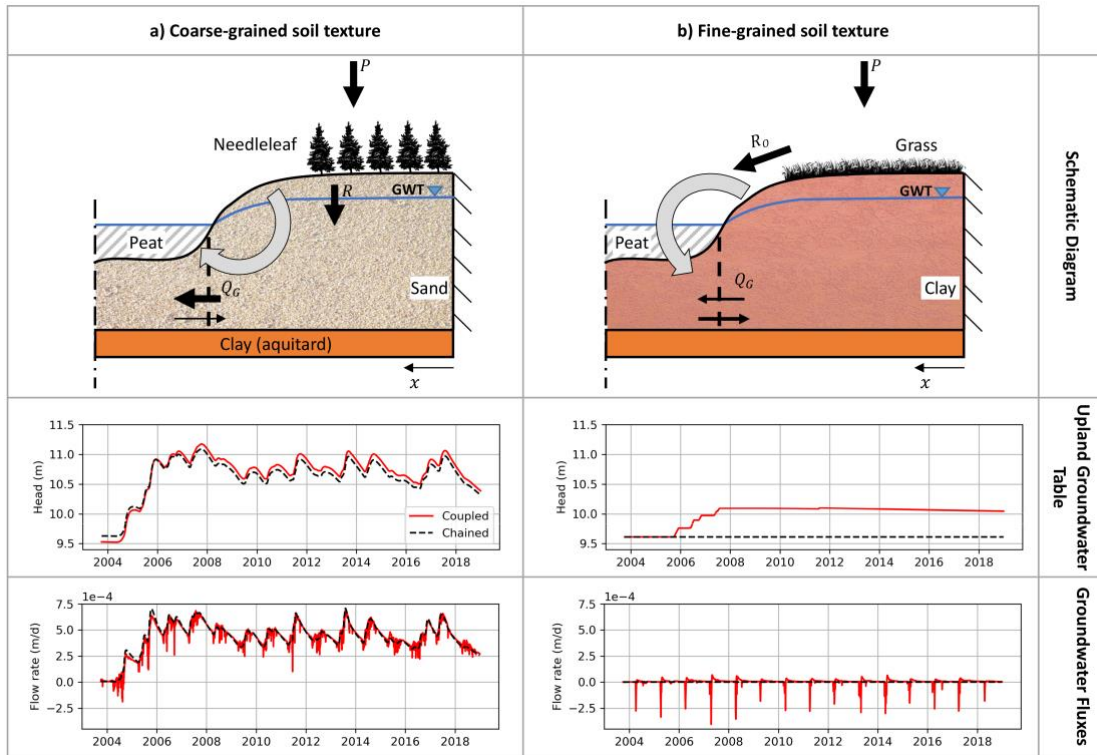 a) Coarse-grained soil texture
b) Fine-grained soil texture
P
Needleleaf
R
GWT
Peat
Q_G
Sand
Clay (aquitard)
x
P
R_0
Grass
GWT
Peat
Q_G
Clay
x
Schematic Diagram
11.5
11.0
10.5
10.0
9.5
Head (m)
Coupled
Chained
2004 2006 2008 2010 2012 2014 2016 2018
11.5
11.0
10.5
10.0
9.5
Head (m)
2004 2006 2008 2010 2012 2014 2016 2018
Upland Groundwater
Table
1e−4
7.5
5.0
2.5
0.0
−2.5
Flow rate (m/d)
2004 2006 2008 2010 2012 2014 2016 2018
1e−4
7.5
5.0
2.5
0.0
−2.5
Flow rate (m/d)
2004 2006 2008 2010 2012 2014 2016 2018
Groundwater Fluxes